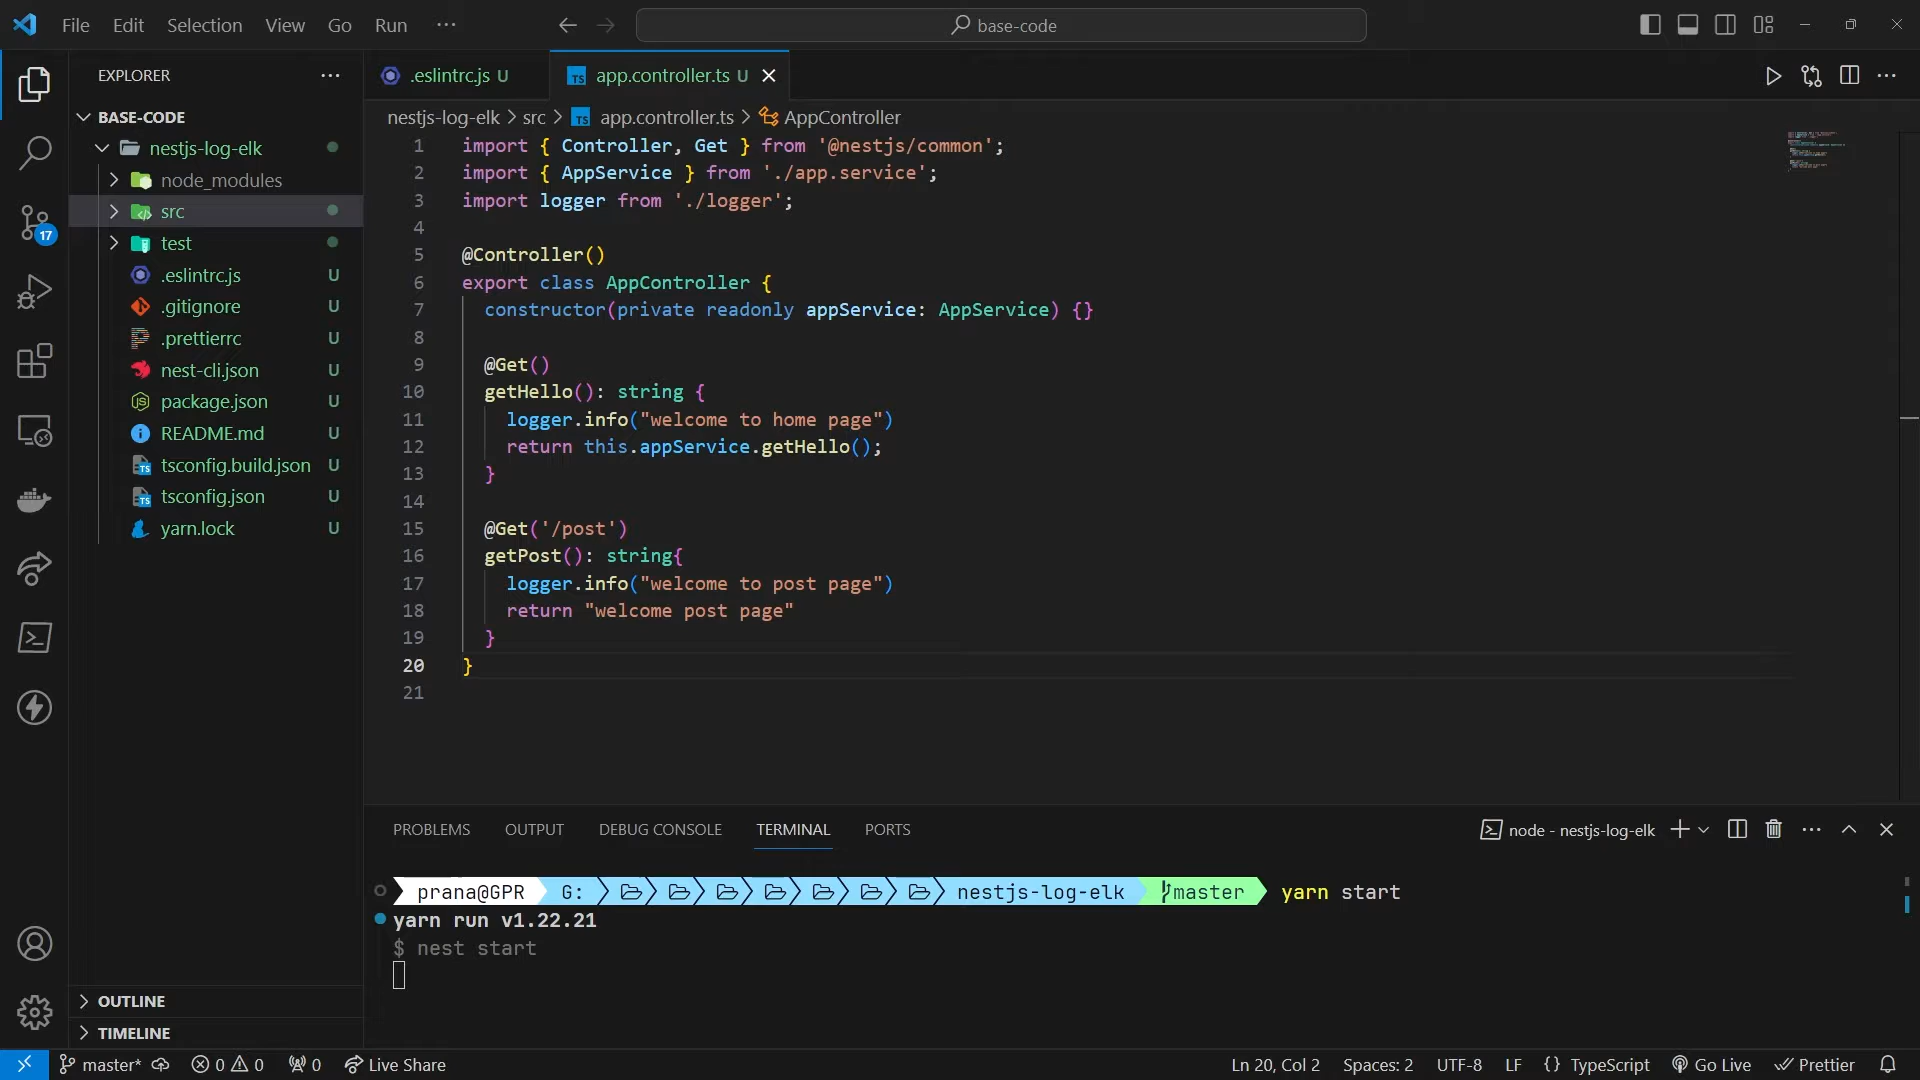 File Edit Selection View Go Run ···
base-code
EXPLORER
BASE-CODE
nestjs-log-elk
node_modules
src
test
.eslintrc.js U
.gitignore U
.prettierrc U
nest-cli.json U
package.json U
README.md U
tsconfig.build.json U
tsconfig.json U
yarn.lock U
OUTLINE
TIMELINE
17
.eslintrc.js U
TS app.controller.ts U
nestjs-log-elk > src > TS app.controller.ts > AppController
1 import { Controller, Get } from '@nestjs/common';
2 import { AppService } from './app.service';
3 import logger from './logger';
4
5 @Controller()
6 export class AppController {
7 constructor(private readonly appService: AppService) {}
8
9 @Get()
10 getHello(): string {
11 logger.info("welcome to home page")
12 return this.appService.getHello();
13 }
14
15 @Get('/post')
16 getPost(): string{
17 logger.info("welcome to post page")
18 return "welcome post page"
19 }
20 }
21
PROBLEMS OUTPUT DEBUG CONSOLE TERMINAL PORTS
node - nestjs-log-elk
prana@GPR G: nestjs-log-elk master yarn start
yarn run v1.22.21
$ nest start
master* 0 0 0 Live Share
Ln 20, Col 2 Spaces: 2 UTF-8 LF {} TypeScript Go Live Prettier